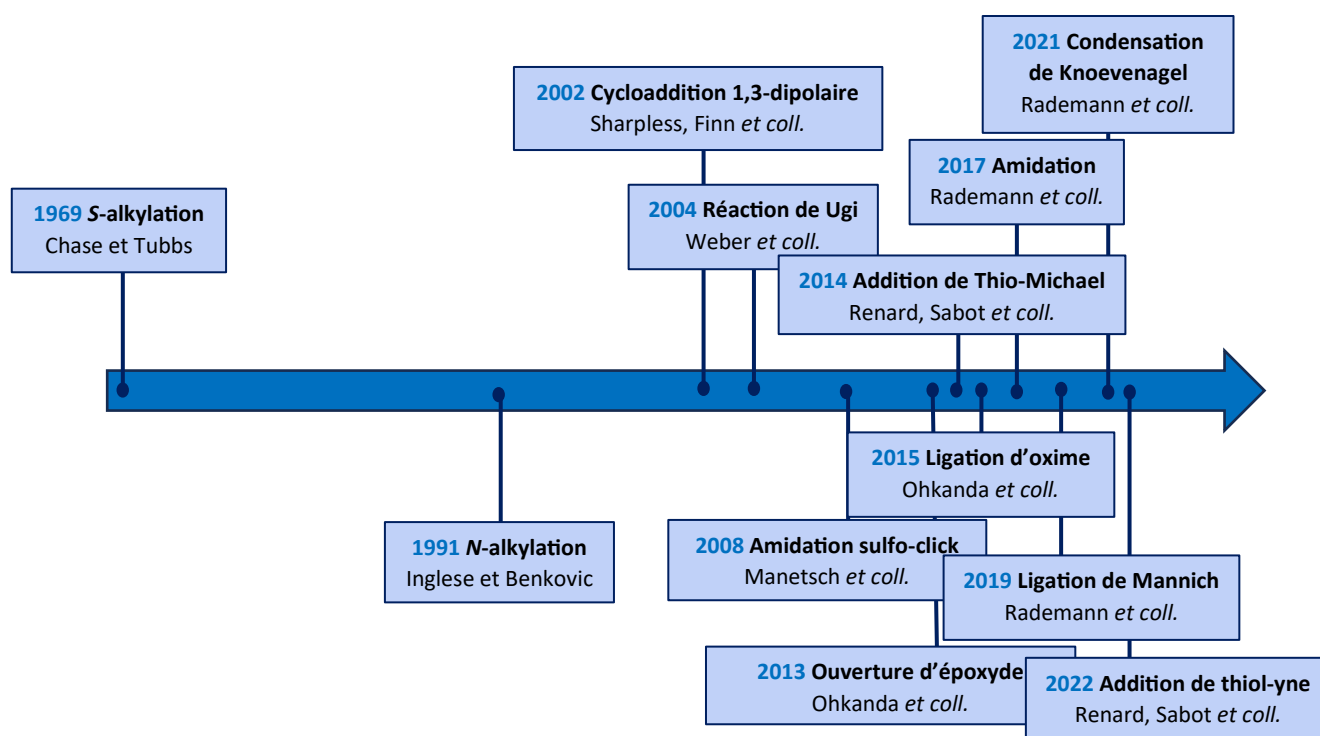 2021 Condensation
de Knoevenagel
Rademann et coll.
2002 Cycloaddition 1,3-dipolaire
Sharpless, Finn et coll.
2017 Amidation
Rademann et coll.
1969 S-alkylation
Chase et Tubbs
2004 Réaction de Ugi
Weber et coll.
2014 Addition de Thio-Michael
Renard, Sabot et coll.
2015 Ligation d’oxime
Ohkanda et coll.
1991 N-alkylation
Inglese et Benkovic
2008 Amidation sulfo-click
Manetsch et coll.
2019 Ligation de Mannich
Rademann et coll.
2013 Ouverture d’époxyde
Ohkanda et coll.
2022 Addition de thiol-yne
Renard, Sabot et coll.